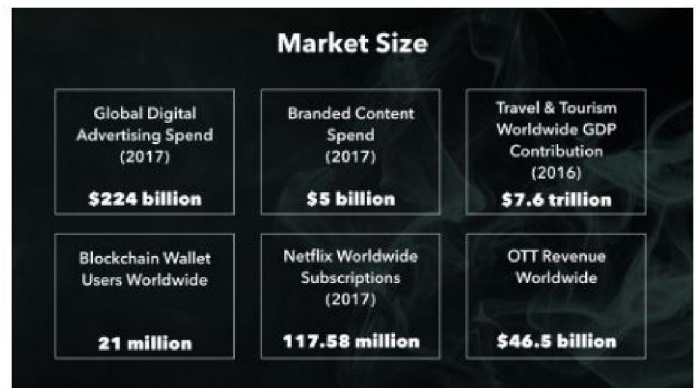 Market Size
Global Digital
Advertising Spend
(2017)
$224 billion
Branded Content
Spend
(2017)
$5 billion
Travel & Tourism
Worldwide GDP
Contribution
(2016)
$7.6 trillion
Blockchain Wallet
Users Worldwide
21 million
Netflix Worldwide
Subscriptions
(2017)
117.58 million
OTT Revenue
Worldwide
$46.5 billion